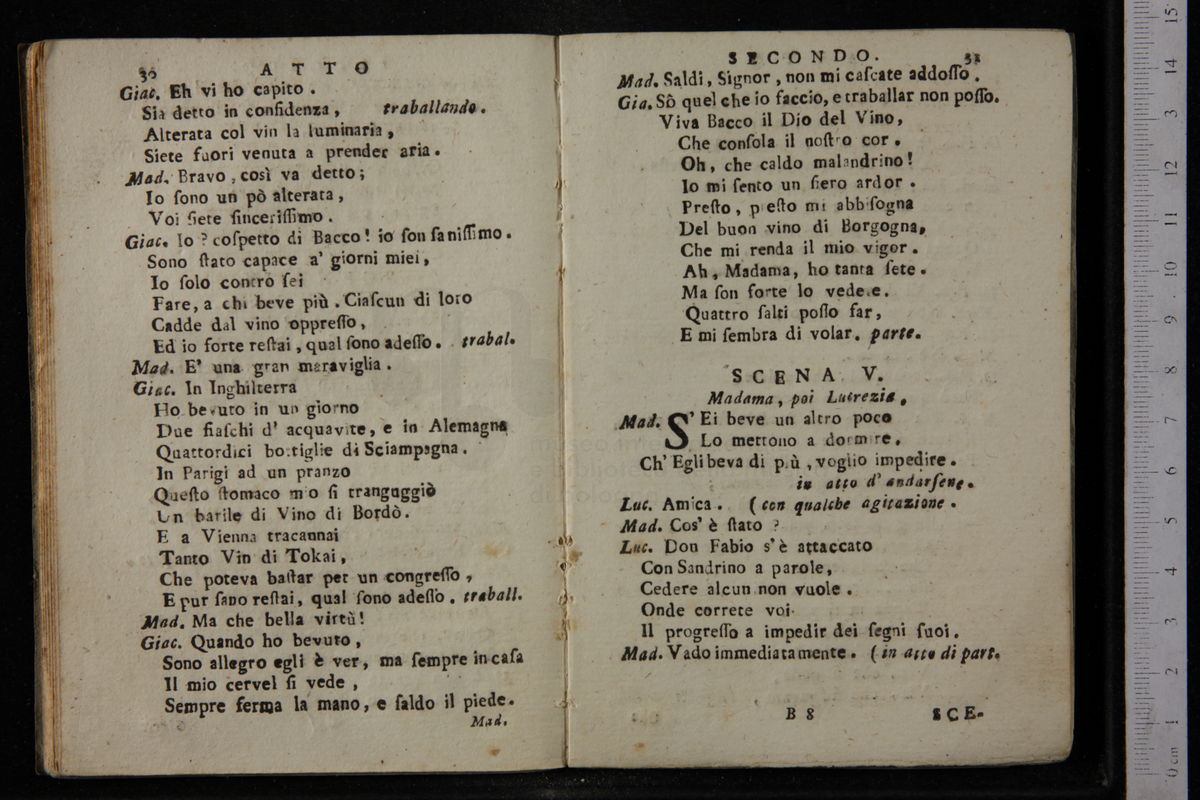 30 ATTO
Giac. Eh vi ho capito .
Sia detto in confidenza, traballando.
Alterata col vin la luminaria,
Siete fuori venuta a prender aria.
Mad. Bravo, così va detto;
Io ſono un pò alterata,
Voi ſiete ſinceriſſimo.
Giac. Io? coſpetto di Bacco! io ſon ſaniſſimo.
Sono ſtato capace a' giorni miei,
Io ſolo contro ſei
Fare, a chi beve più. Ciaſcun di loro
Cadde dal vino oppreſſo,
Ed io forte reſtai, qual ſono adeſſo. trabal.
Mad. E' una gran maraviglia.
Giac. In Inghilterra
Ho bevuto in un giorno
Due fiaſchi d' acquavite, e in Alemagna
Quattordici bottiglie di Sciampagna.
In Parigi ad un pranzo
Queſto ſtomaco mio ſi tranguggiò
Un barile di Vino di Bordò.
E a Vienna tracannai
Tanto Vin di Tokai,
Che poteva baſtar per un congreſſo,
E pur ſano reſtai, qual ſono adeſſo. traball.
Mad. Ma che bella virtù!
Giac. Quando ho bevuto,
Sono allegro egli è ver, ma ſempre in caſa
Il mio cervel ſi vede,
Sempre ferma la mano, e ſaldo il piede.
Mad.
SECONDO. 31
Mad. Saldi, Signor, non mi caſcate addoſſo.
Gia. Sò quel che io faccio, e traballar non poſſo.
Viva Bacco il Dio del Vino,
Che conſola il noſtro cor.
Oh, che caldo malandrino!
Io mi ſento un fiero ardor.
Preſto, preſto mi abbiſogna
Del buon vino di Borgogna,
Che mi renda il mio vigor.
Ah, Madama, ho tanta ſete.
Ma ſon forte lo vedete.
Quattro ſalti poſſo far,
E mi ſembra di volar. parte.
SCENA V.
Madama, poi Lucrezia.
Mad. S' Ei beve un altro poco
Lo mettono a dormire.
Ch' Egli beva di più, voglio impedire.
in atto d' andarſene.
Luc. Amica. (con qualche agitazione.
Mad. Cos' è ſtato?
Luc. Don Fabio s'è attaccato
Con Sandrino a parole,
Cedere alcun non vuole.
Onde correte voi
Il progreſſo a impedir dei ſegni ſuoi.
Mad. Vado immediatamente. (in atto di part.
B 8 SCE-